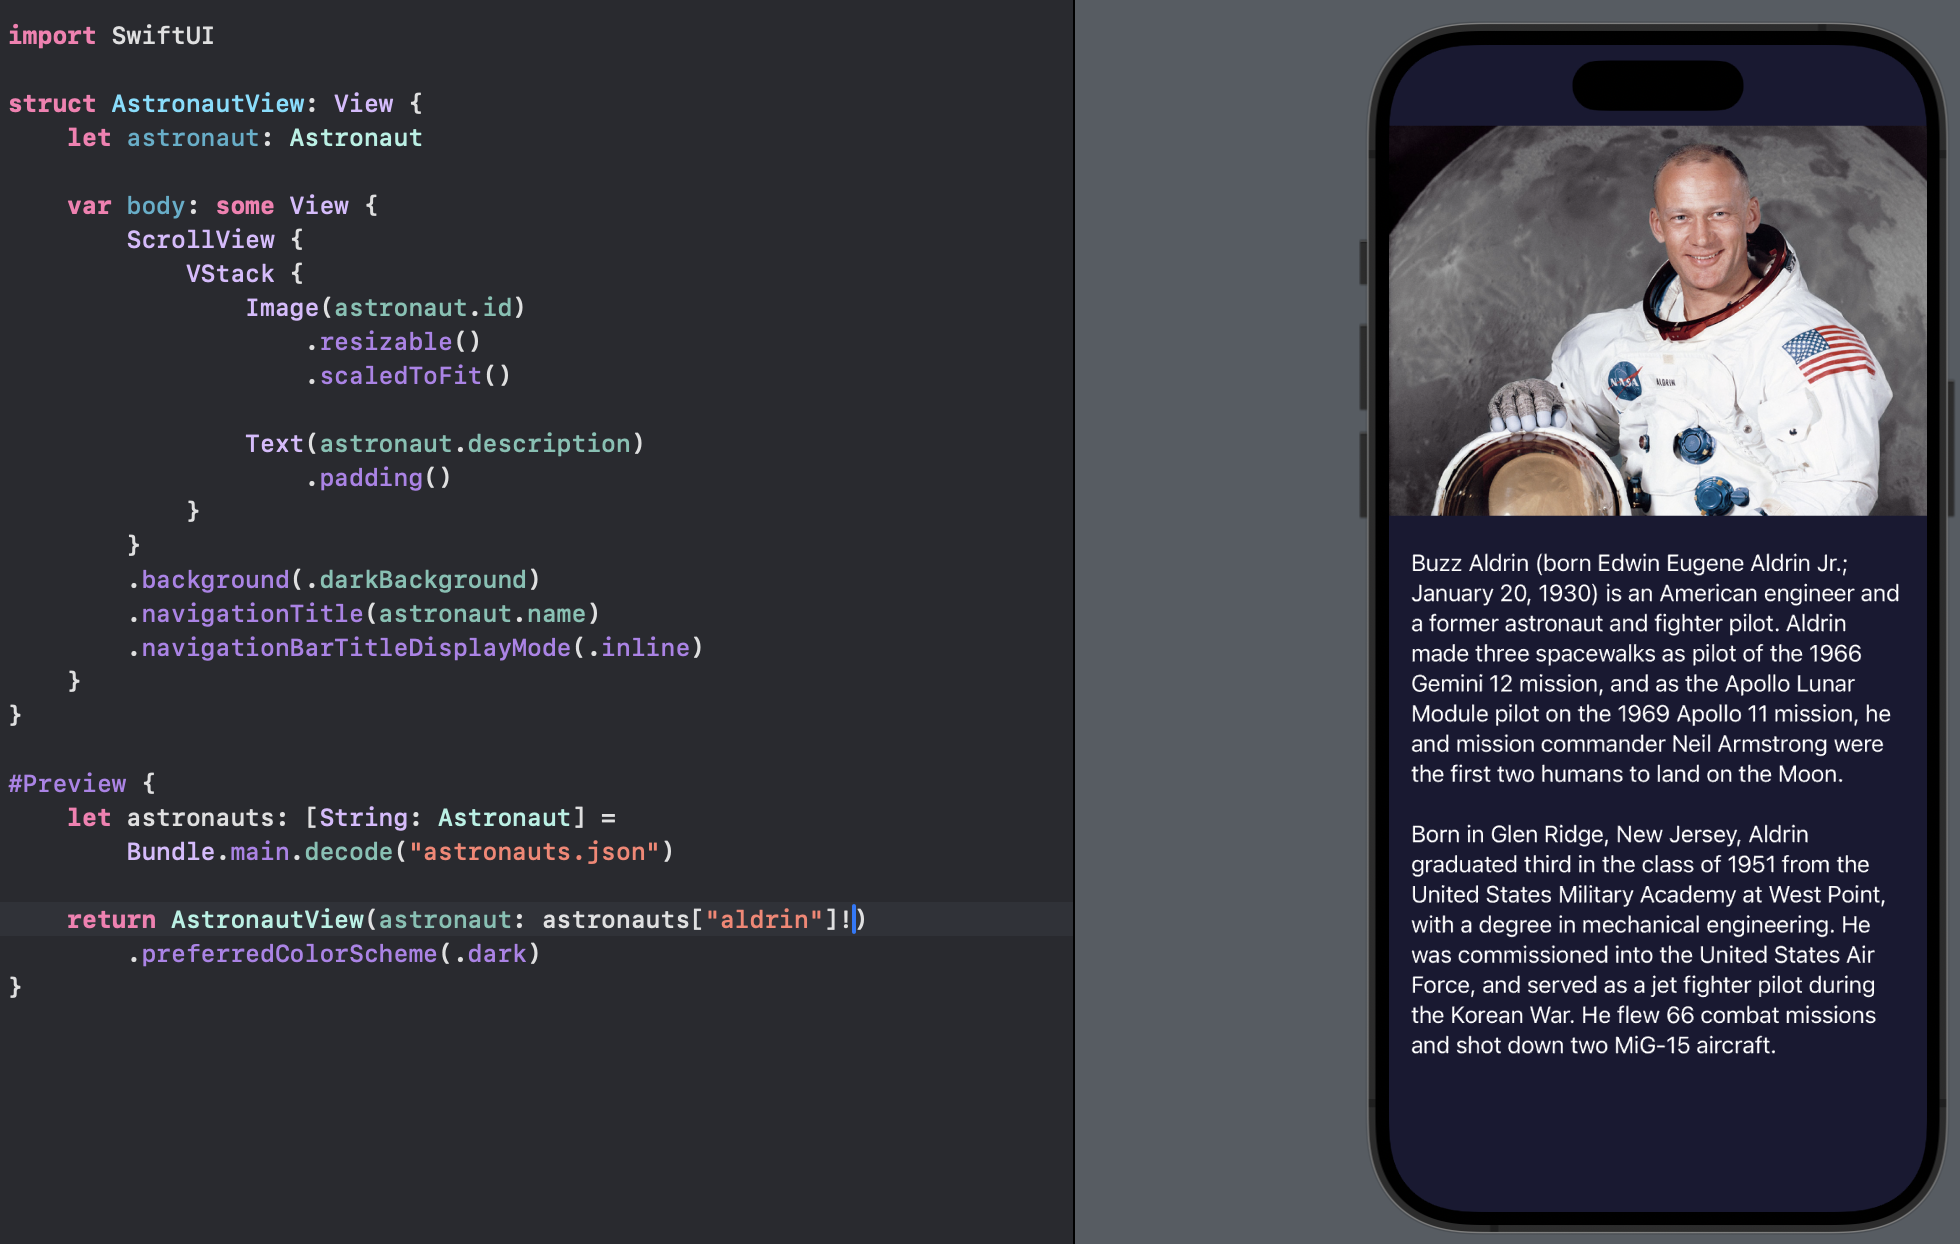 import SwiftUI
struct AstronautView: View {
    let astronaut: Astronaut
    var body: some View {
        ScrollView {
            VStack {
                Image(astronaut.id)
                    .resizable()
                    .scaledToFit()
                Text(astronaut.description)
                    .padding()
            }
        }
        .background(.darkBackground)
        .navigationTitle(astronaut.name)
        .navigationBarTitleDisplayMode(.inline)
    }
}
#Preview {
    let astronauts: [String: Astronaut] =
        Bundle.main.decode("astronauts.json")
    return AstronautView(astronaut: astronauts["aldrin"]!)
        .preferredColorScheme(.dark)
}
NASA
ALDRIN
Buzz Aldrin (born Edwin Eugene Aldrin Jr.;
January 20, 1930) is an American engineer and
a former astronaut and fighter pilot. Aldrin
made three spacewalks as pilot of the 1966
Gemini 12 mission, and as the Apollo Lunar
Module pilot on the 1969 Apollo 11 mission, he
and mission commander Neil Armstrong were
the first two humans to land on the Moon.
Born in Glen Ridge, New Jersey, Aldrin
graduated third in the class of 1951 from the
United States Military Academy at West Point,
with a degree in mechanical engineering. He
was commissioned into the United States Air
Force, and served as a jet fighter pilot during
the Korean War. He flew 66 combat missions
and shot down two MiG-15 aircraft.